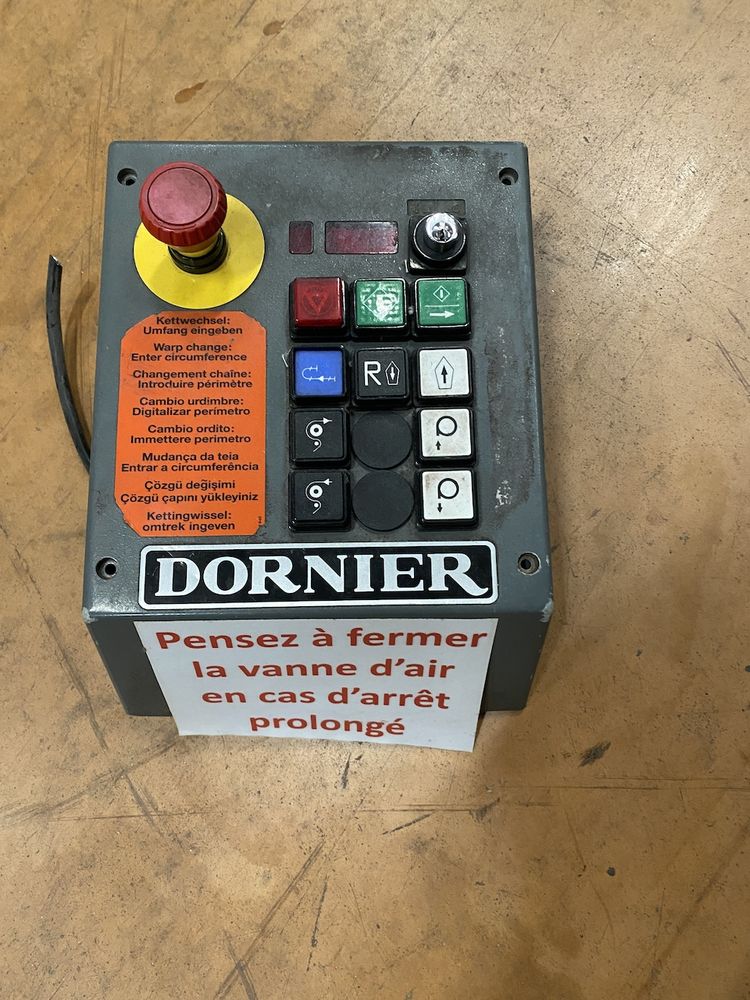 Kettwechsel:
Umfang eingeben
Warp change:
Enter circumference
Changement chaîne:
Introduire périmètre
Cambio urdimbre:
Digitalizar perímetro
Cambio ordito:
Immettere perimetro
Mudança da teia
Entrar a circumferência
Çözgü değişimi
Çözgü çapını yükleyiniz
Kettingwissel:
omtrek ingeven
R
DORNIER
Pensez à fermer
la vanne d'air
en cas d'arrêt
prolongé